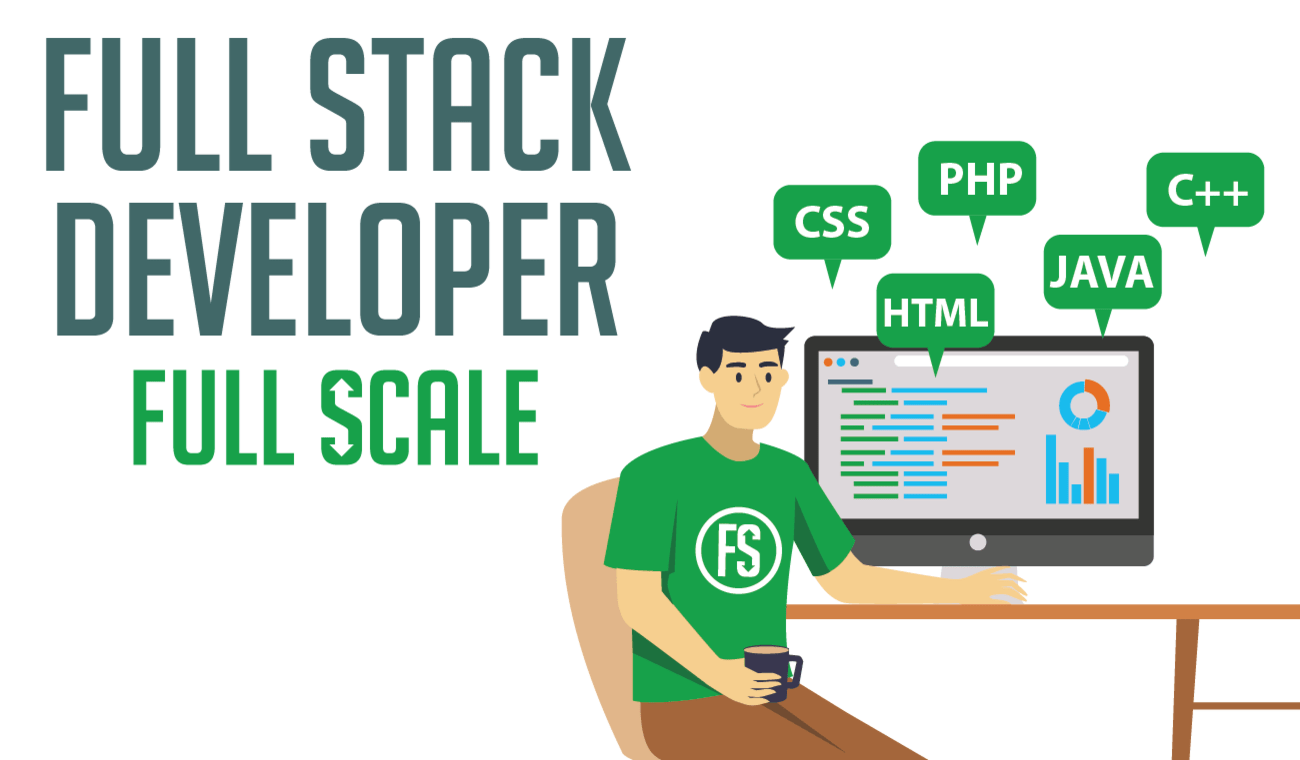 FULL STACK
DEVELOPER
FULL SCALE
CSS
PHP
C++
HTML
JAVA
FS